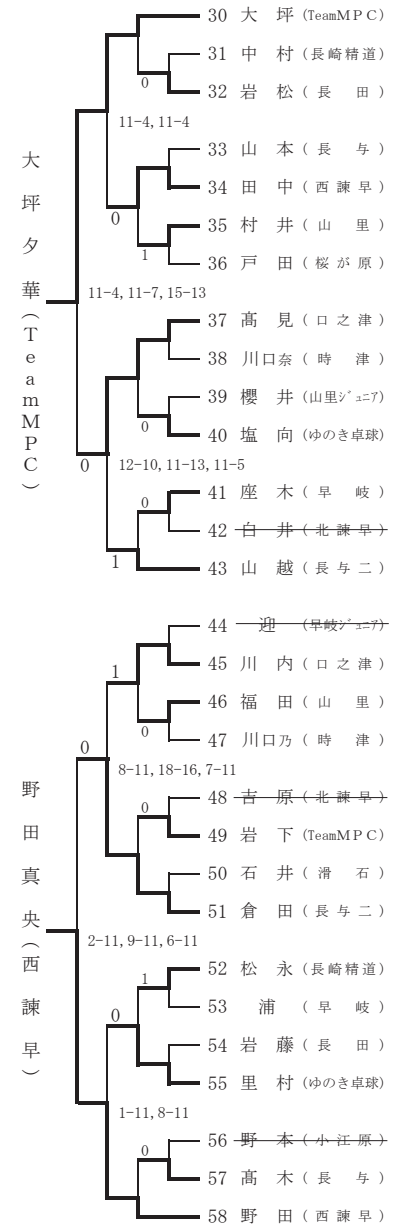 30 大 坪 (TeamMPC)
31 中 村 (長崎精道)
0
32 岩 松 (長 田)
11-4, 11-4
33 山 本 (長 与)
34 田 中 (西諫早)
0
35 村 井 (山 里)
1
36 戸 田 (桜が原)
大坪夕華(TeamMPC)
11-4, 11-7, 15-13
37 髙 見 (口之津)
38 川口奈 (時 津)
39 櫻 井 (山里ジュニア)
0
40 塩 向 (ゆのき卓球)
0
12-10, 11-13, 11-5
41 座 木 (早 岐)
0
42 白 井 (北諫早)
1
43 山 越 (長与二)
44 迎 (早岐ジュニア)
1
45 川 内 (口之津)
46 福 田 (山 里)
0
47 川口乃 (時 津)
0
8-11, 18-16, 7-11
48 吉 原 (北諫早)
0
49 岩 下 (TeamMPC)
50 石 井 (滑 石)
51 倉 田 (長与二)
野田真央(西諫早)
2-11, 9-11, 6-11
52 松 永 (長崎精道)
1
53 浦 (早 岐)
0
54 岩 藤 (長 田)
55 里 村 (ゆのき卓球)
1-11, 8-11
56 野 本 (小江原)
0
57 髙 木 (長 与)
58 野 田 (西諫早)